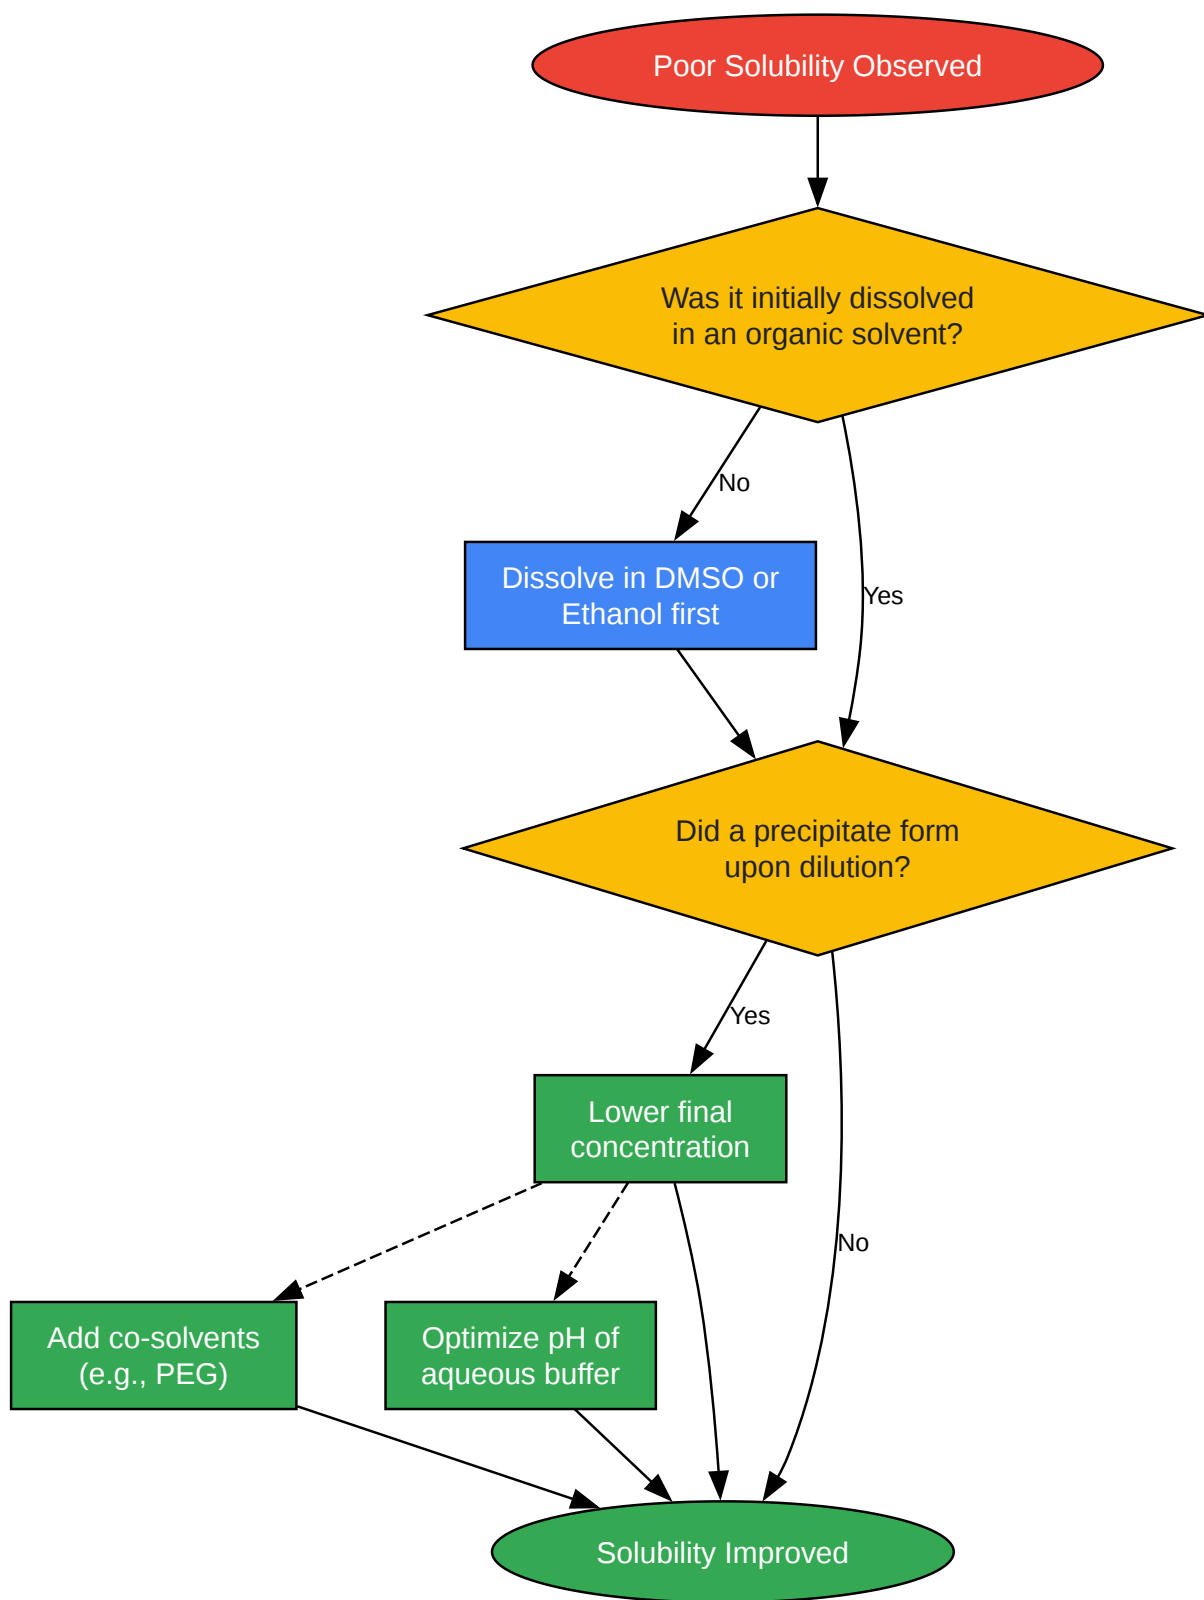 Poor Solubility Observed
Was it initially dissolved
in an organic solvent?
No
Dissolve in DMSO or
Ethanol first
Yes
Did a precipitate form
upon dilution?
Yes
Lower final
concentration
No
Add co-solvents
(e.g., PEG)
Optimize pH of
aqueous buffer
Solubility Improved